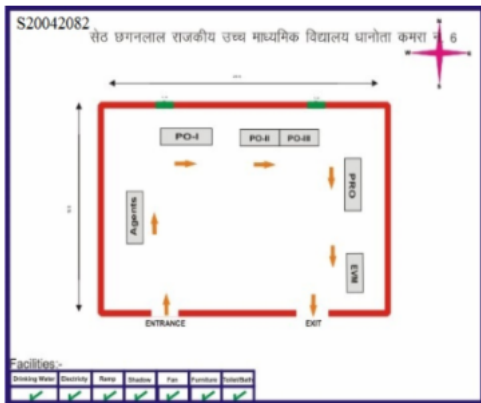 S20042082
सेठ छगनलाल राजकीय उच्च माध्यमिक विद्यालय धानोता कमरा नं. 6
N
W E
S
PO-I PO-II PO-III
PRO
Agents
EVM
ENTRANCE EXIT
Facilities:-
Drinking Water Electricity Ramp Shadow Fan Furniture Toilet/Bath